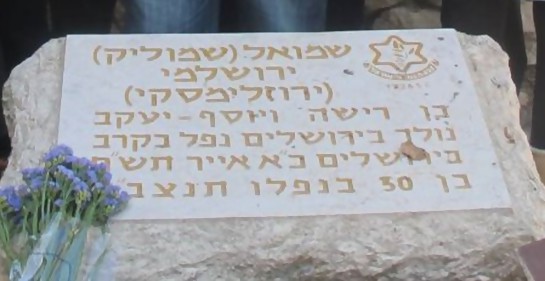 שמואל (שמוליק)
ירושלמי
(ירוזלימסקי)
בן רישה ויוסף-יעקב
נולד בירושלים נפל בקרב
בירושלים כ"א אייר תש"ח
בן 30 בנפלו תנצב"ה